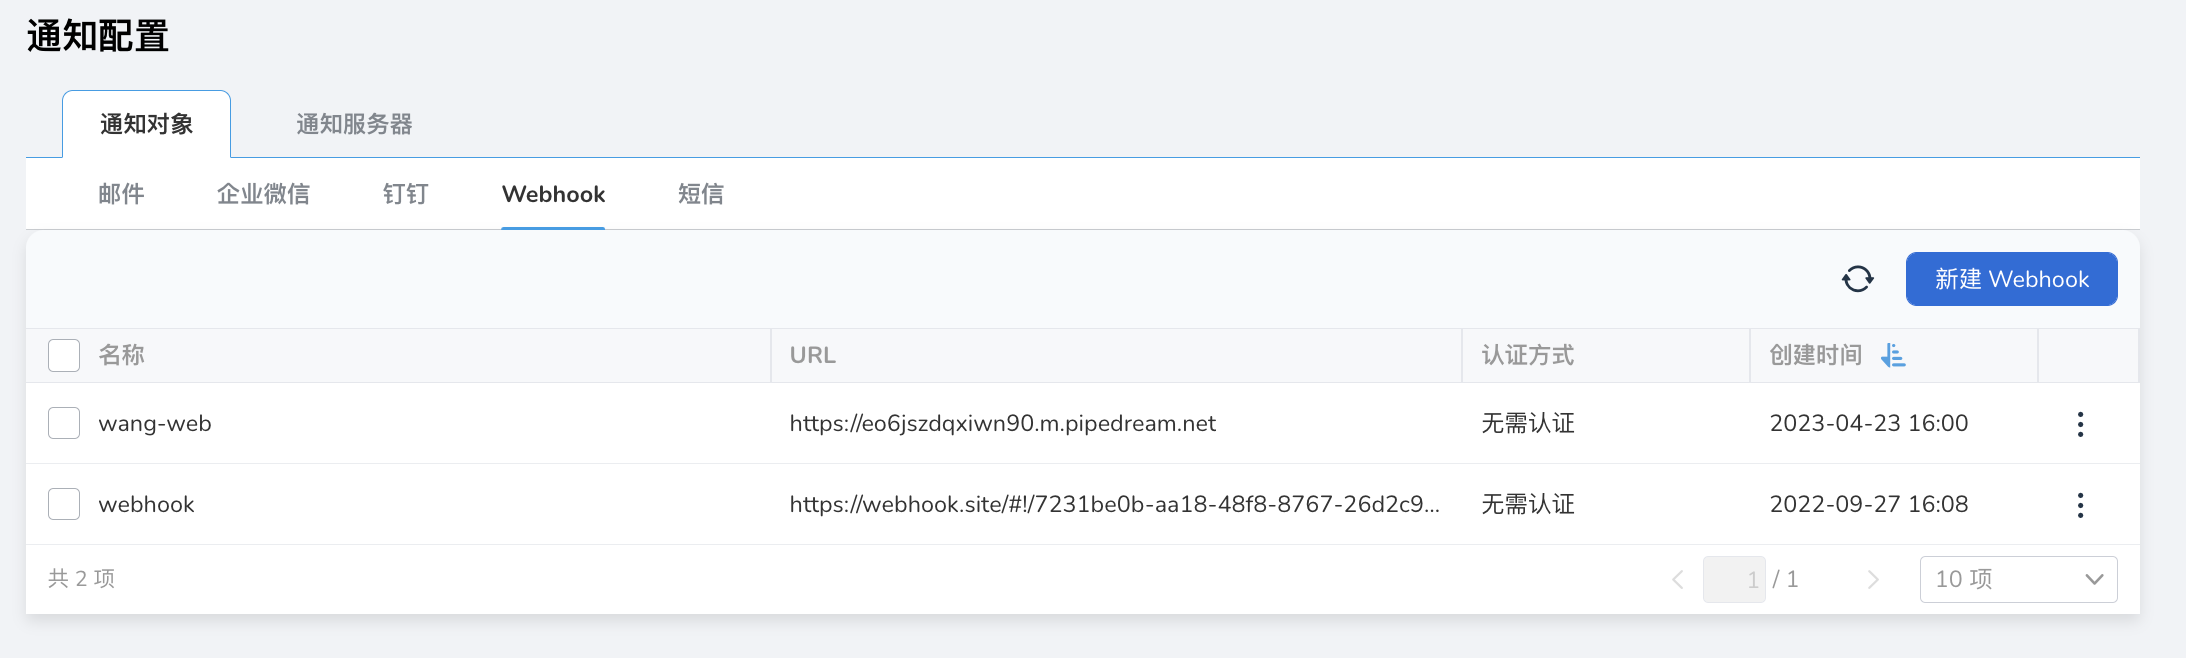 通知配置
通知对象 通知服务器
邮件 企业微信 钉钉 Webhook 短信
新建 Webhook
名称 URL 认证方式 创建时间
wang-web https://eo6jszdqxiwn90.m.pipedream.net 无需认证 2023-04-23 16:00
webhook https://webhook.site/#!/7231be0b-aa18-48f8-8767-26d2c9... 无需认证 2022-09-27 16:08
共 2 项 1 / 1 10 项